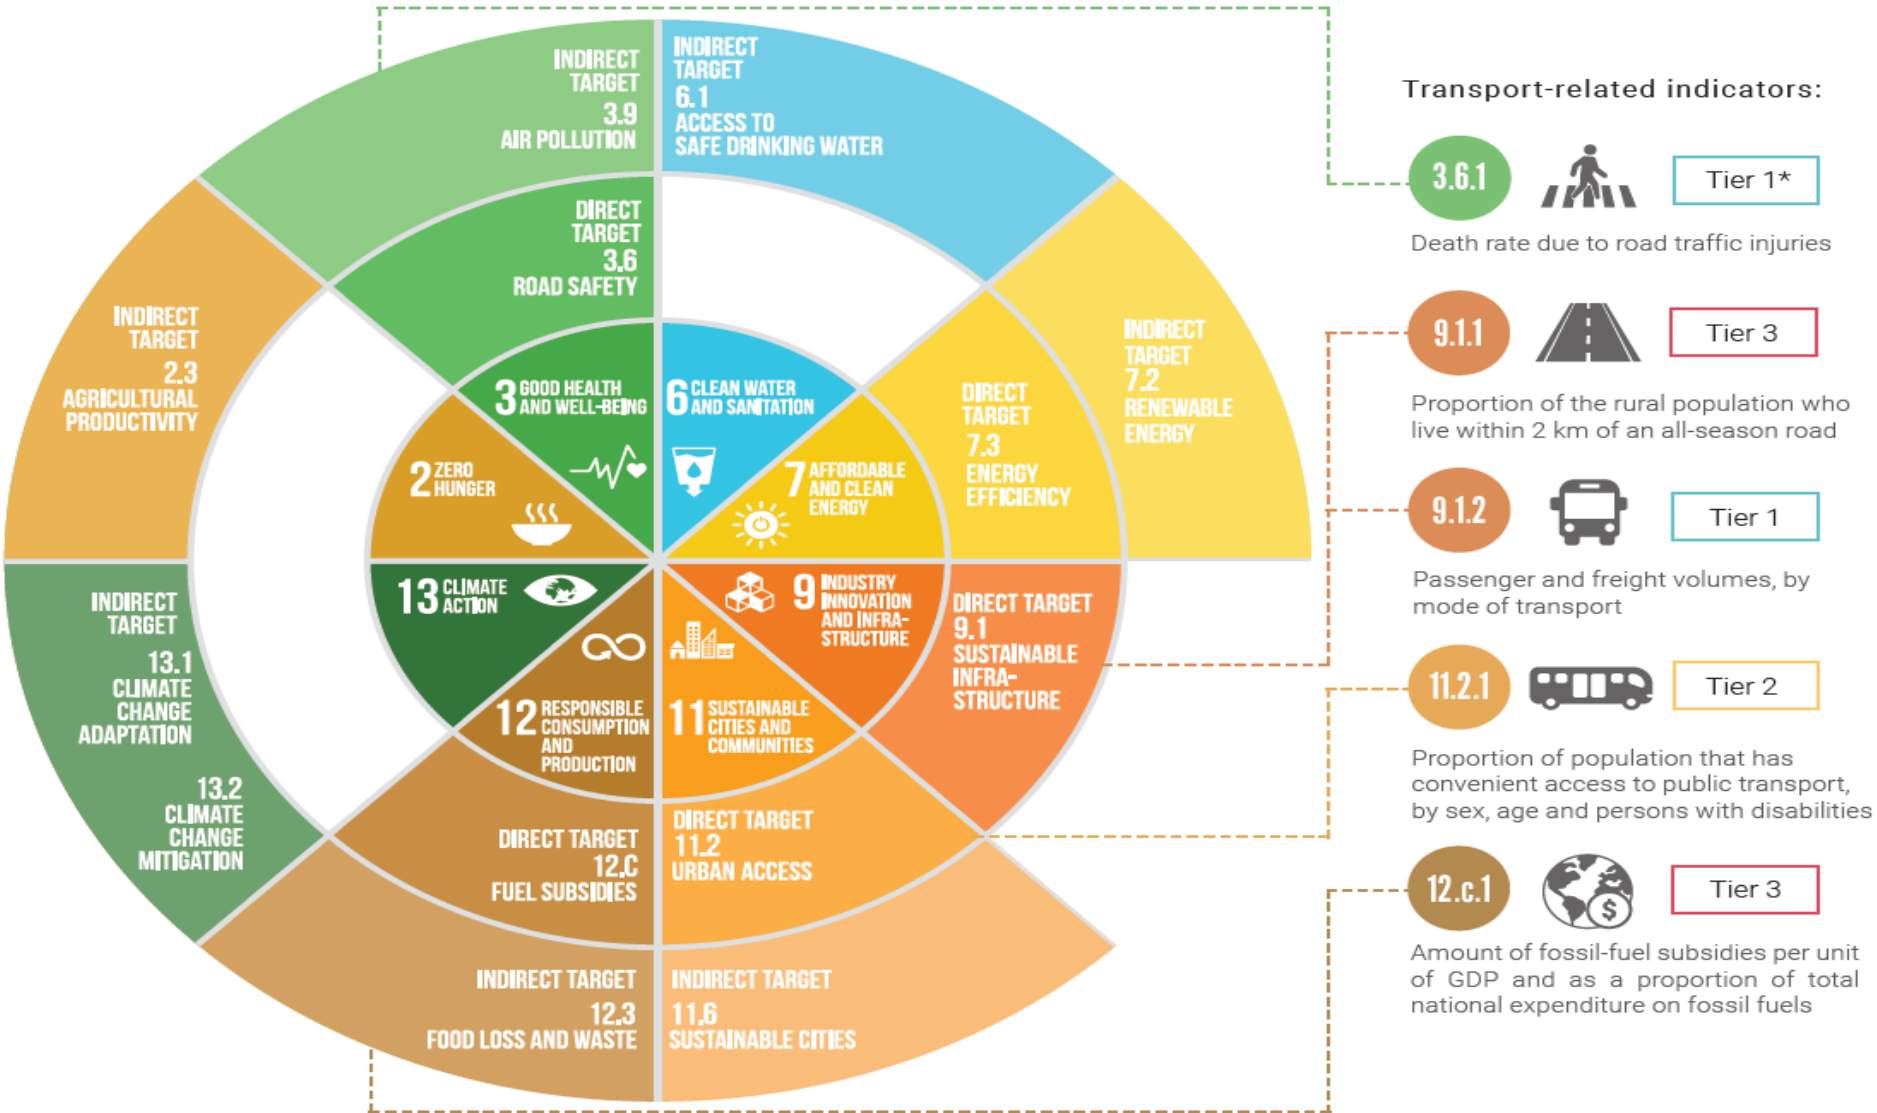 INDIRECT
TARGET
3.9
AIR POLLUTION
INDIRECT
TARGET
6.1
ACCESS TO
SAFE DRINKING WATER
DIRECT
TARGET
3.6
ROAD SAFETY
INDIRECT
TARGET
2.3
AGRICULTURAL
PRODUCTIVITY
INDIRECT
TARGET
7.2
RENEWABLE
ENERGY
DIRECT
TARGET
7.3
ENERGY
EFFICIENCY
3 GOOD HEALTH
AND WELL-BEING
6 CLEAN WATER
AND SANITATION
2 ZERO
HUNGER
7 AFFORDABLE
AND CLEAN
ENERGY
13 CLIMATE
ACTION
9 INDUSTRY
INNOVATION
AND INFRA-
STRUCTURE
12 RESPONSIBLE
CONSUMPTION
AND
PRODUCTION
11 SUSTAINABLE
CITIES AND
COMMUNITIES
INDIRECT
TARGET
13.1
CLIMATE
CHANGE
ADAPTATION
13.2
CLIMATE
CHANGE
MITIGATION
DIRECT TARGET
9.1
SUSTAINABLE
INFRA-
STRUCTURE
DIRECT TARGET
12.C
FUEL SUBSIDIES
DIRECT TARGET
11.2
URBAN ACCESS
INDIRECT TARGET
12.3
FOOD LOSS AND WASTE
INDIRECT TARGET
11.6
SUSTAINABLE CITIES
Transport-related indicators:
3.6.1
Tier 1*
Death rate due to road traffic injuries
9.1.1
Tier 3
Proportion of the rural population who
live within 2 km of an all-season road
9.1.2
Tier 1
Passenger and freight volumes, by
mode of transport
11.2.1
Tier 2
Proportion of population that has
convenient access to public transport,
by sex, age and persons with disabilities
12.c.1
$
Tier 3
Amount of fossil-fuel subsidies per unit
of GDP and as a proportion of total
national expenditure on fossil fuels